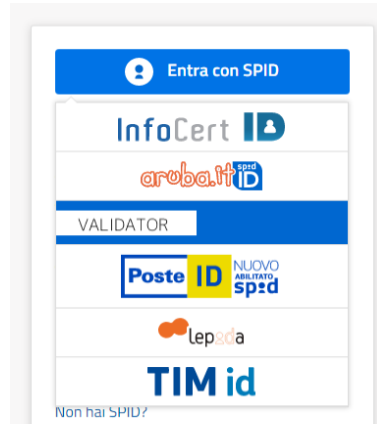 Entra con SPID
InfoCert ID
aruba.it spid ID
VALIDATOR
Poste ID NUOVO
ABILITATO
spid
lepida
TIM id
Non hai SPID?